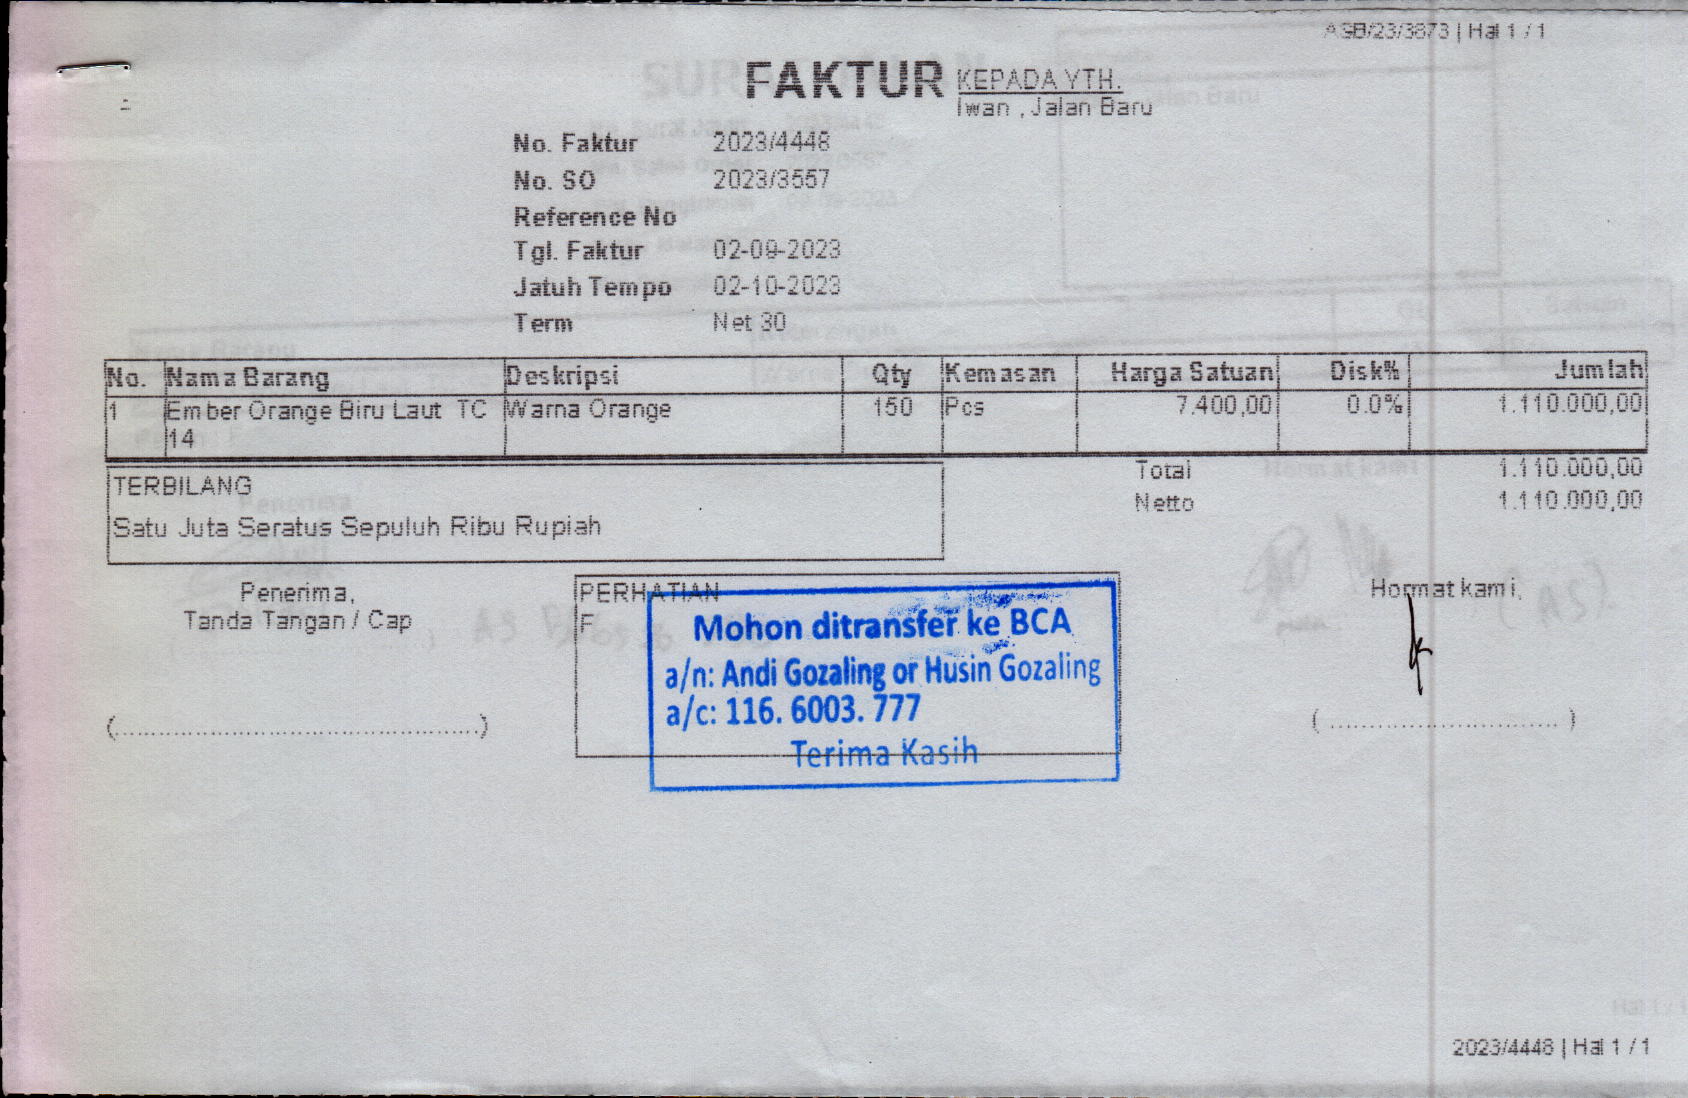 ASB/23/3873 | Hal 1 / 1
FAKTUR
KEPADA YTH.
Iwan , Jalan Baru
No. Faktur 2023/4448
No. SO 2023/3557
Reference No
Tgl. Faktur 02-09-2023
Jatuh Tempo 02-10-2023
Term Net 30
No. Nama Barang Deskripsi Qty Kemasan Harga Satuan Disk% Jumlah
1 Ember Orange Biru Laut TC Warna Orange 150 Pcs 7.400,00 0.0% 1.110.000,00
14
Total 1.110.000,00
TERBILANG
Netto 1.110.000,00
Satu Juta Seratus Sepuluh Ribu Rupiah
Penerima,
Tanda Tangan / Cap
(..............................................)
PERHATIAN
F
Mohon ditransfer ke BCA
a/n: Andi Gozaling or Husin Gozaling
a/c: 116. 6003. 777
Terima Kasih
Hormat kami,
( ............................. )
2023/4448 | Hal 1 / 1